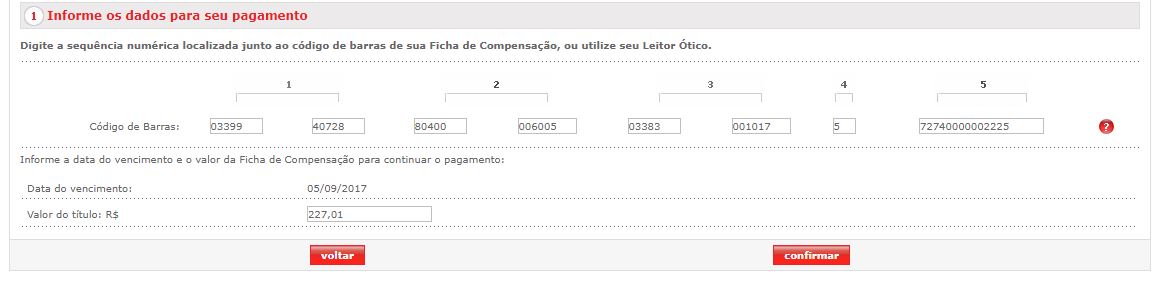 1 Informe os dados para seu pagamento
Digite a sequência numérica localizada junto ao código de barras de sua Ficha de Compensação, ou utilize seu Leitor Ótico.
1 2 3 4 5
Código de Barras: 03399 40728 80400 006005 03383 001017 5 72740000002225 ?
Informe a data do vencimento e o valor da Ficha de Compensação para continuar o pagamento:
Data do vencimento: 05/09/2017
Valor do título: R$ 227,01
voltar confirmar